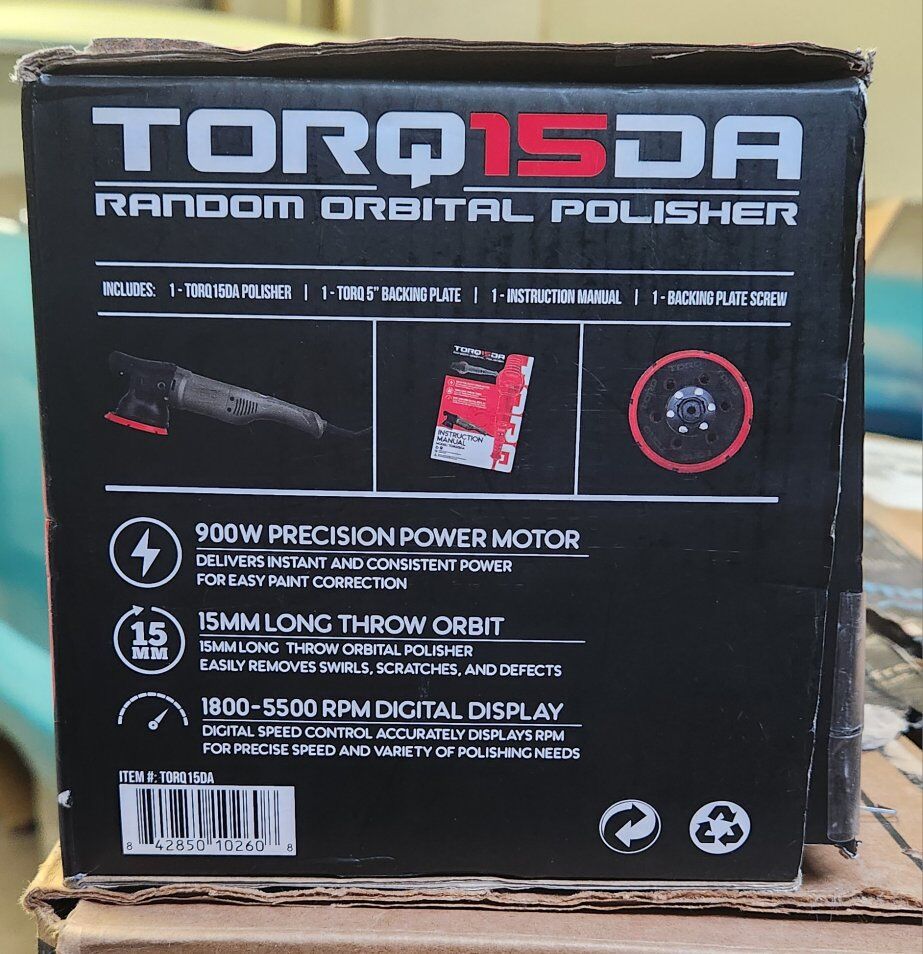 TORQ15DA
RANDOM ORBITAL POLISHER
INCLUDES: 1 - TORQ15DA POLISHER | 1 - TORQ 5" BACKING PLATE | 1 - INSTRUCTION MANUAL | 1 - BACKING PLATE SCREW
TORQ15DA
INSTRUCTION
MANUAL
900W PRECISION POWER MOTOR
DELIVERS INSTANT AND CONSISTENT POWER
FOR EASY PAINT CORRECTION
15
MM
15MM LONG THROW ORBIT
15MM LONG THROW ORBITAL POLISHER
EASILY REMOVES SWIRLS, SCRATCHES, AND DEFECTS
1800-5500 RPM DIGITAL DISPLAY
DIGITAL SPEED CONTROL ACCURATELY DISPLAYS RPM
FOR PRECISE SPEED AND VARIETY OF POLISHING NEEDS
ITEM #: TORQ15DA
8 42850 10260 8